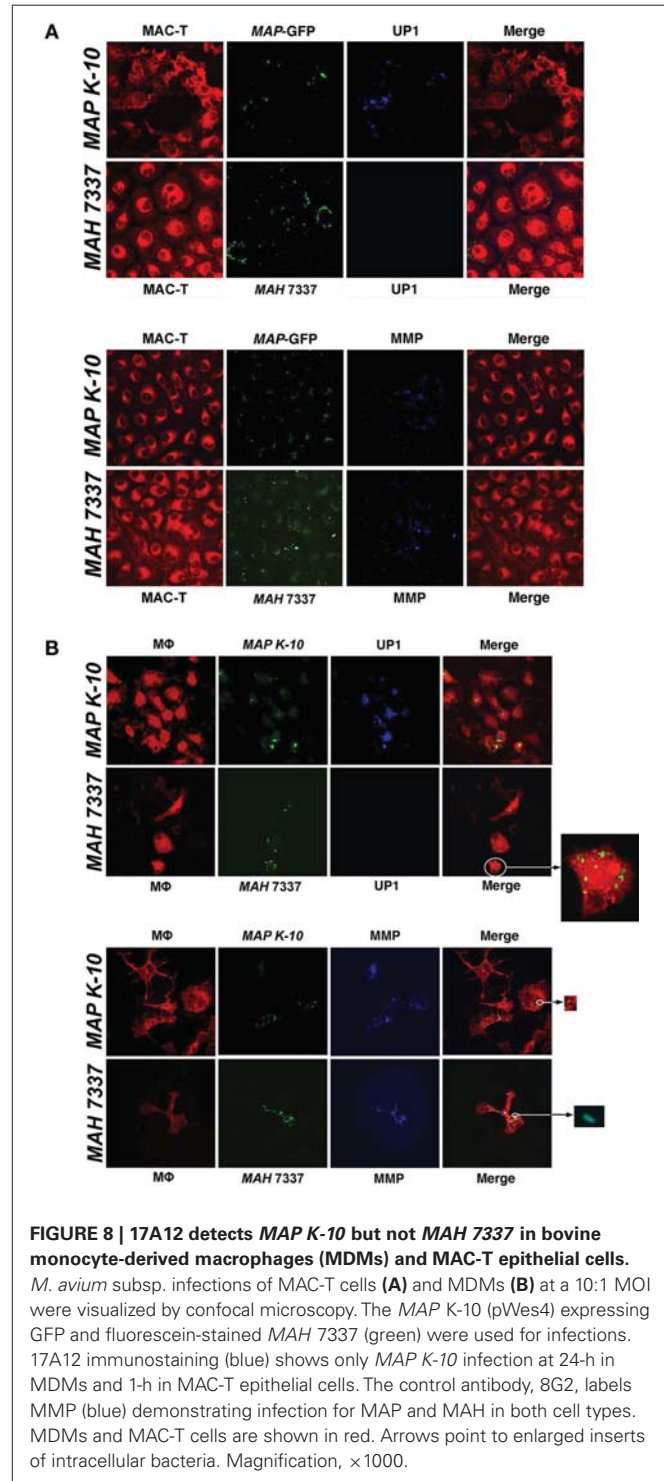 A
MAC-T MAP-GFP UP1 Merge
MAP K-10
MAH 7337
MAC-T MAH 7337 UP1 Merge
MAC-T MAP-GFP MMP Merge
MAP K-10
MAH 7337
MAC-T MAH 7337 MMP Merge
B
MΦ MAP K-10 UP1 Merge
MAP K-10
MAH 7337
MΦ MAH 7337 UP1 Merge
MΦ MAP K-10 MMP Merge
MAP K-10
MAH 7337
MΦ MAH 7337 MMP Merge
FIGURE 8 | 17A12 detects MAP K-10 but not MAH 7337 in bovine
monocyte-derived macrophages (MDMs) and MAC-T epithelial cells.
M. avium subsp. infections of MAC-T cells (A) and MDMs (B) at a 10:1 MOI
were visualized by confocal microscopy. The MAP K-10 (pWes4) expressing
GFP and fluorescein-stained MAH 7337 (green) were used for infections.
17A12 immunostaining (blue) shows only MAP K-10 infection at 24-h in
MDMs and 1-h in MAC-T epithelial cells. The control antibody, 8G2, labels
MMP (blue) demonstrating infection for MAP and MAH in both cell types.
MDMs and MAC-T cells are shown in red. Arrows point to enlarged inserts
of intracellular bacteria. Magnification, ×1000.